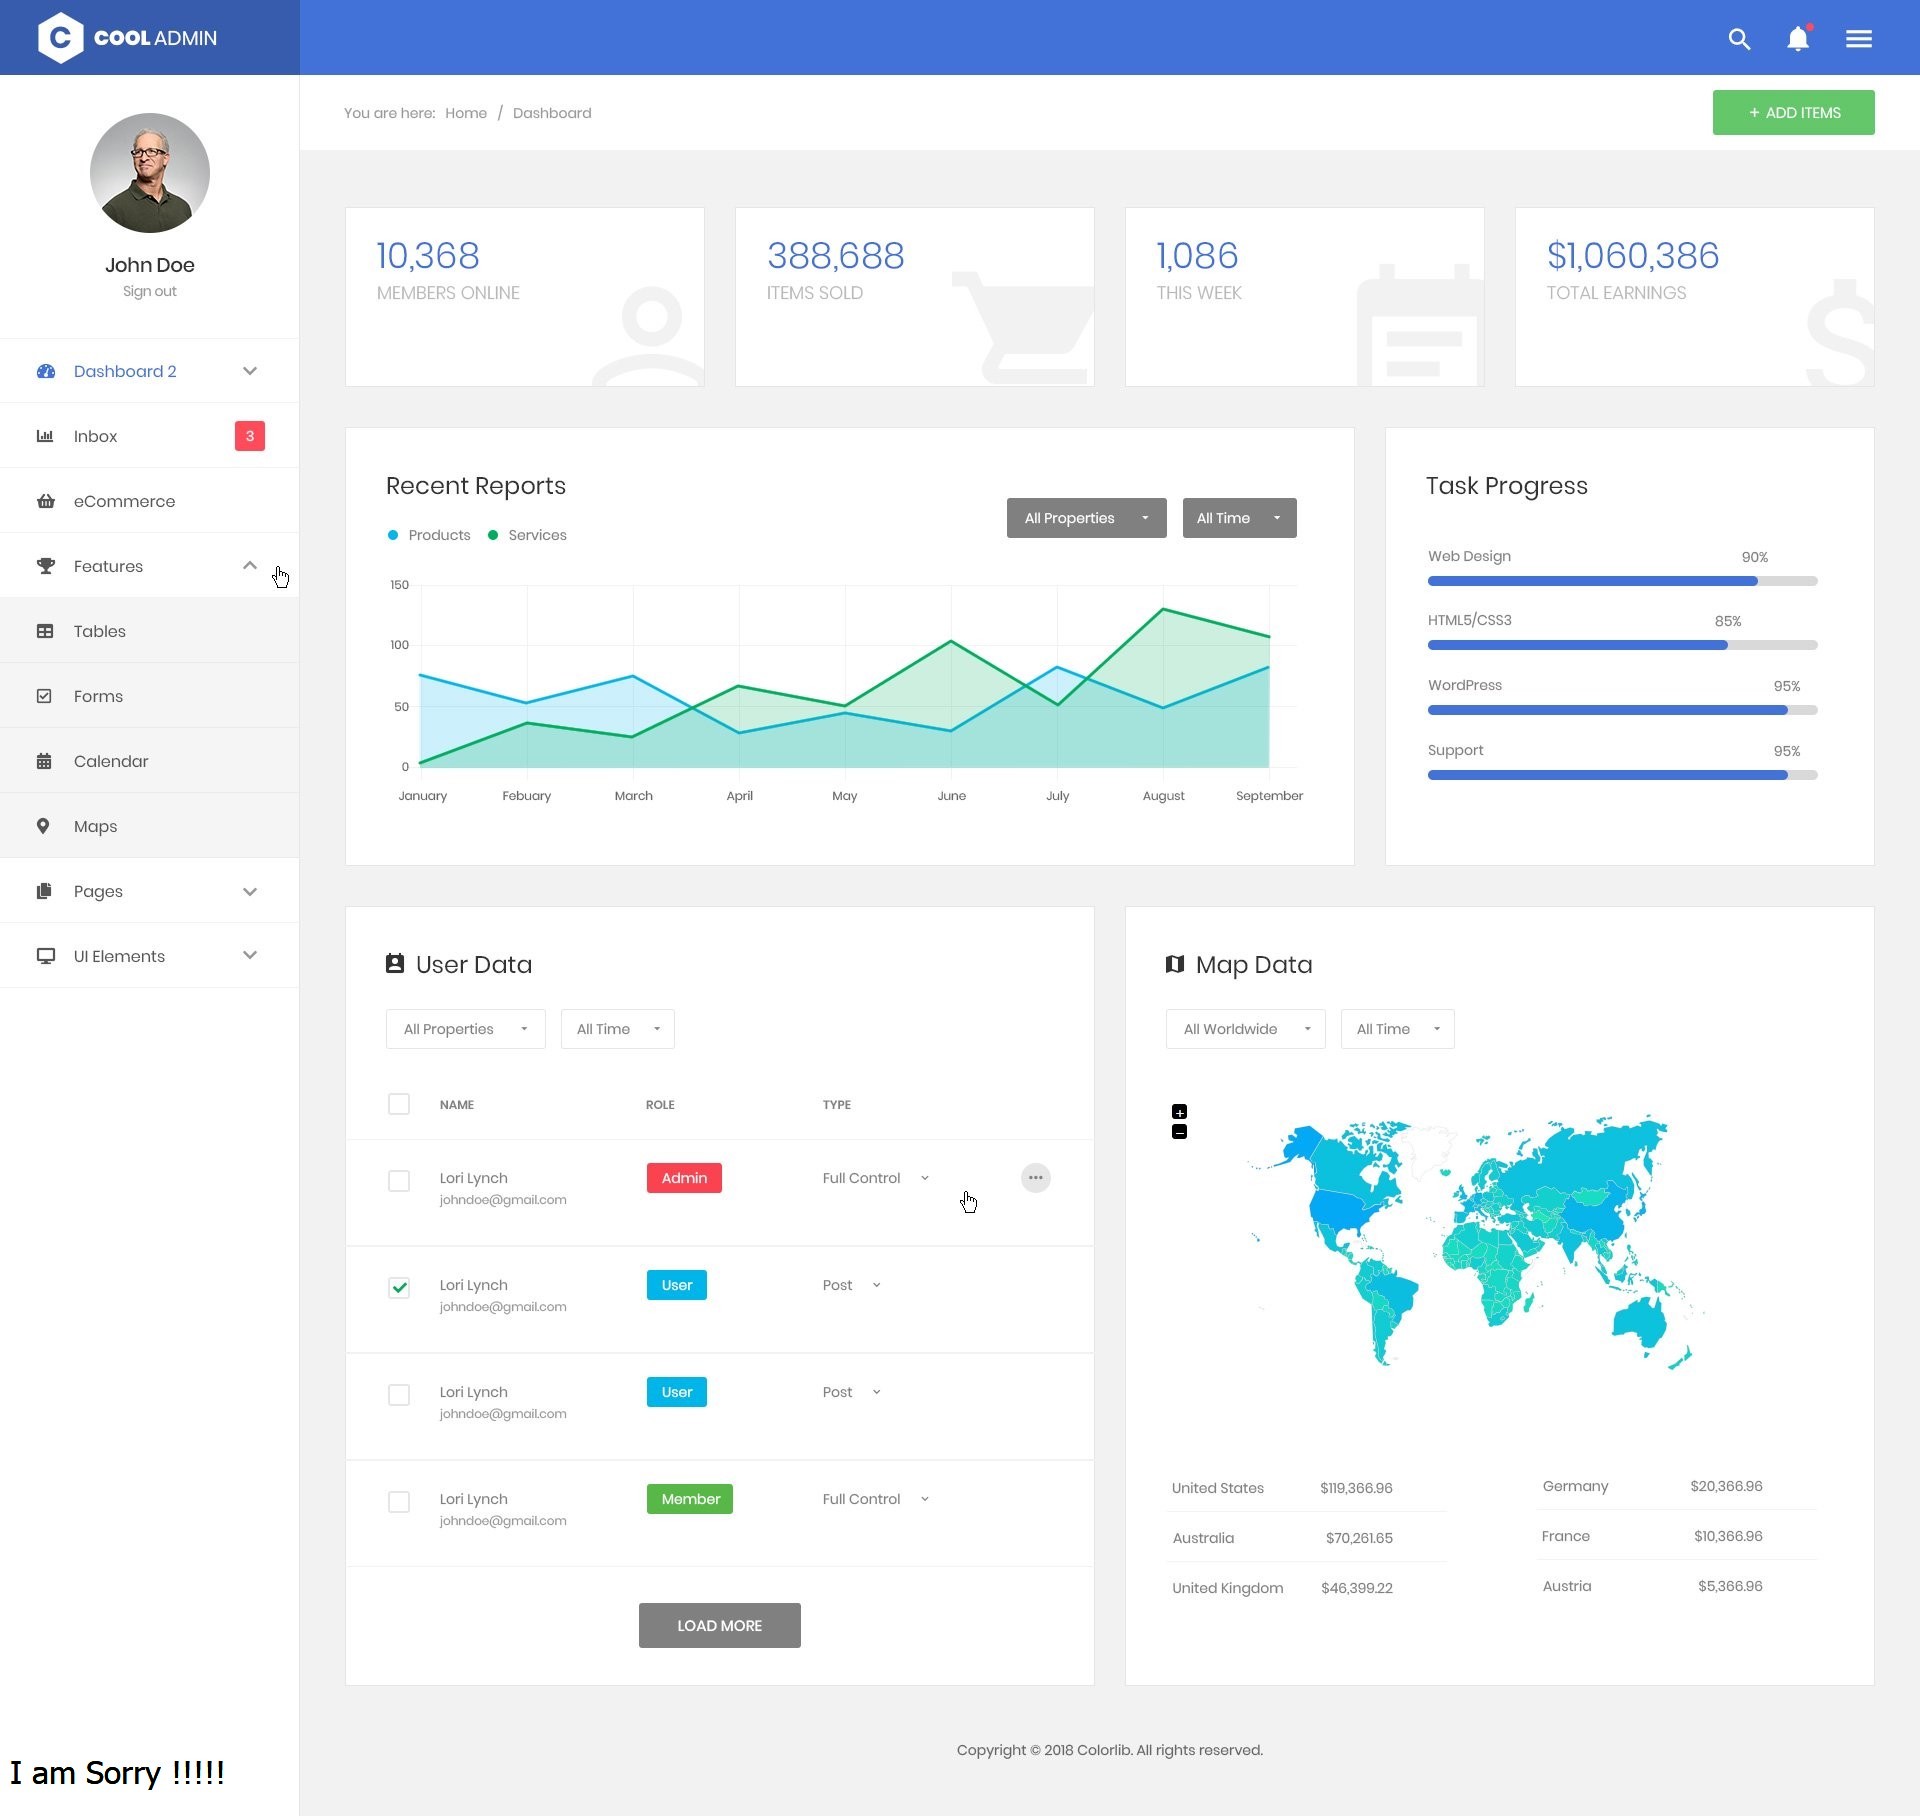 C COOL ADMIN
You are here: Home / Dashboard
+ ADD ITEMS
John Doe
Sign out
Dashboard 2
Inbox 3
eCommerce
Features
Tables
Forms
Calendar
Maps
Pages
UI Elements
10,368
MEMBERS ONLINE
388,688
ITEMS SOLD
1,086
THIS WEEK
$1,060,386
TOTAL EARNINGS
Recent Reports
Products Services
All Properties All Time
150
100
50
0
January Febuary March April May June July August September
Task Progress
Web Design 90%
HTML5/CSS3 85%
WordPress 95%
Support 95%
User Data
All Properties All Time
NAME ROLE TYPE
Lori Lynch Admin Full Control
johndoe@gmail.com
Lori Lynch User Post
johndoe@gmail.com
Lori Lynch User Post
johndoe@gmail.com
Lori Lynch Member Full Control
johndoe@gmail.com
LOAD MORE
Map Data
All Worldwide All Time
+
−
United States $119,366.96
Australia $70,261.65
United Kingdom $46,399.22
Germany $20,366.96
France $10,366.96
Austria $5,366.96
Copyright © 2018 Colorlib. All rights reserved.
I am Sorry !!!!!